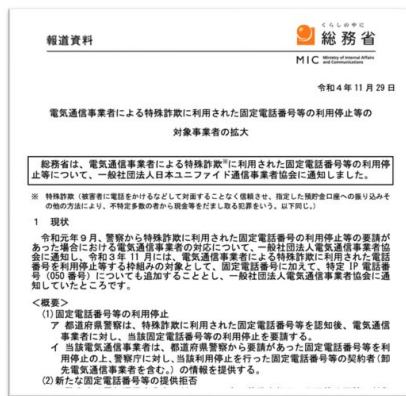 報道資料
くらしの中に
総務省
MIC Ministry of Internal Affairs
and Communications
令和4年11月29日
電気通信事業者による特殊詐欺に利用された固定電話番号等の利用停止等の
対象事業者の拡大
総務省は、電気通信事業者による特殊詐欺※に利用された固定電話番号等の利用停
止等について、一般社団法人日本ユニファイド通信事業者協会に通知しました。
※ 特殊詐欺(被害者に電話をかけるなどして対面することなく信頼させ、指定した預貯金口座への振り込みそ
の他の方法により、不特定多数の者から現金等をだまし取る犯罪をいう。以下同じ。)
1 現状
令和元年9月、警察から特殊詐欺に利用された固定電話番号の利用停止等の要請が
あった場合における電気通信事業者の対応について、一般社団法人電気通信事業者協
会に通知し、令和3年11月には、電気通信事業者による特殊詐欺に利用された電話
番号を利用停止等する枠組みの対象として、固定電話番号に加えて、特定IP電話番
号(050番号)についても追加することとし、一般社団法人電気通信事業者協会に通
知していたところです。
<概要>
(1)固定電話番号等の利用停止
ア 都道府県警察は、特殊詐欺に利用された固定電話番号等を認知後、電気通信
事業者に対し、当該固定電話番号等の利用停止を要請する。
イ 当該電気通信事業者は、都道府県警察から要請があった固定電話番号等を利
用停止の上、警察庁に対し、当該利用停止を行った固定電話番号等の契約者(卸
先電気通信事業者を含む。)の情報を提供する。
(2)新たな固定電話番号等の提供拒否